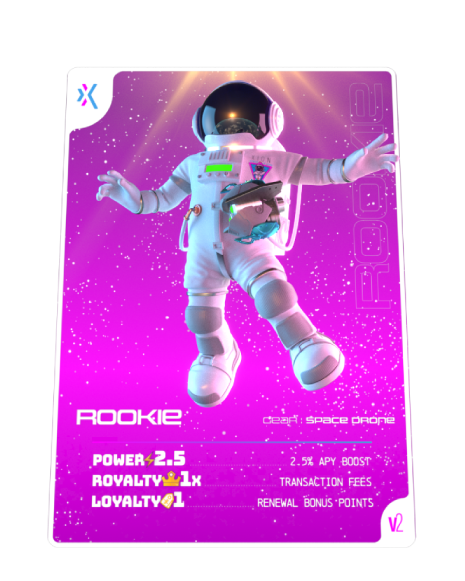 ROOKIE
ROOKIE
GEAR : SPACE DRONE
POWER⚡2.5
2.5% APY BOOST
ROYALTY👑1X
TRANSACTION FEES
LOYALTY🏷️1
RENEWAL BONUS POINTS
V2